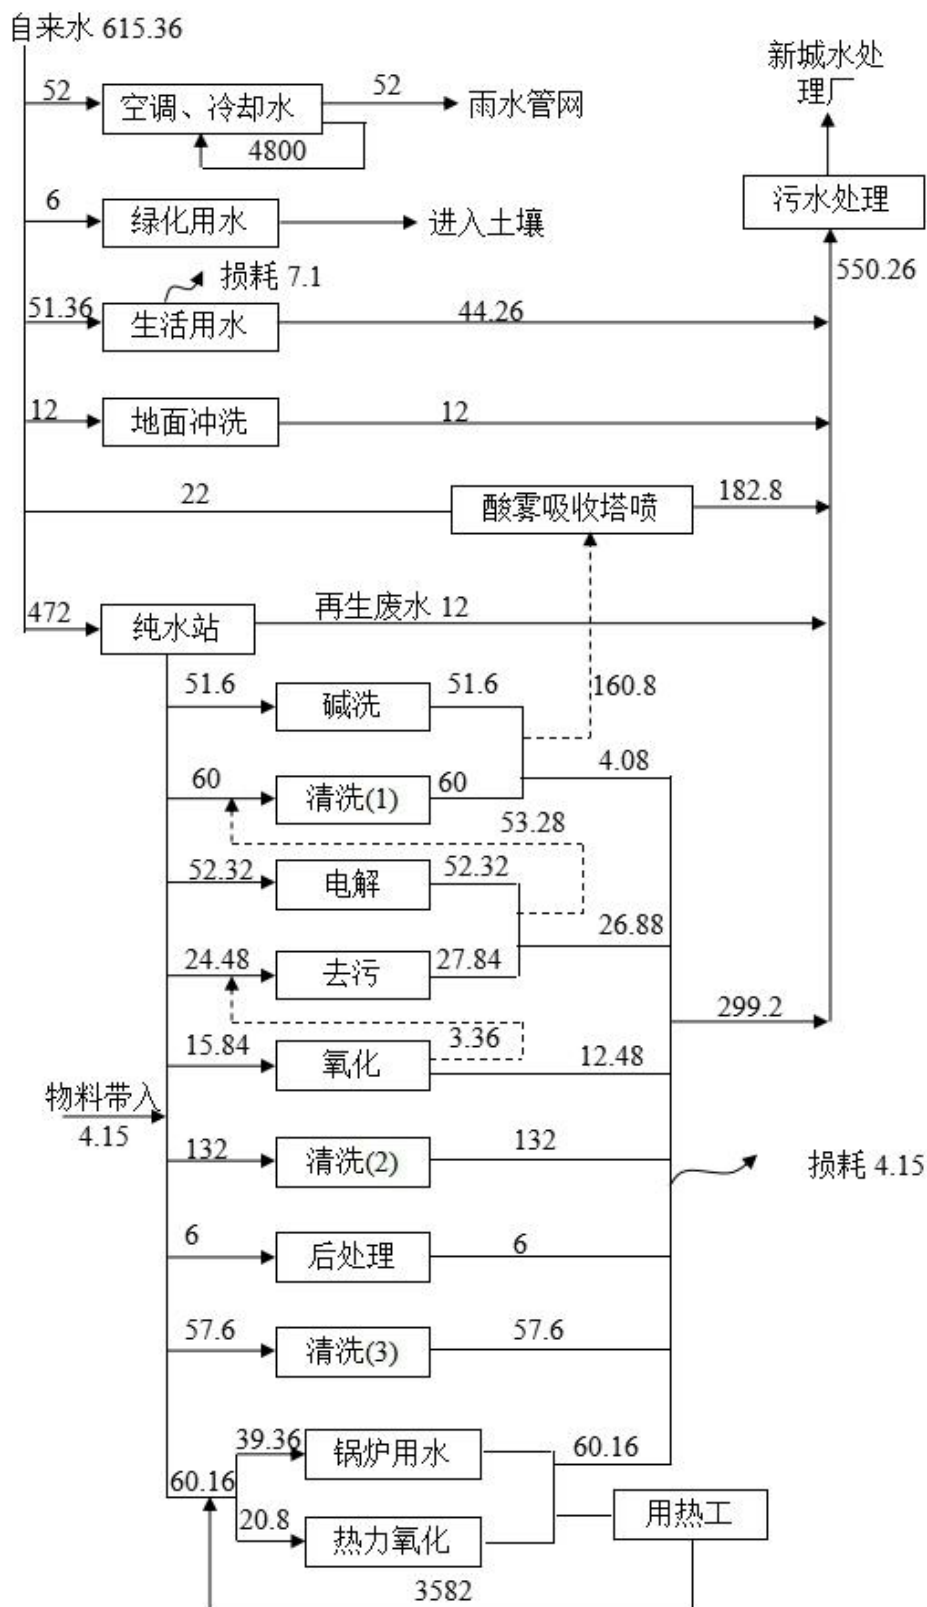 自来水 615.36
新城水处
理厂
52
空调、冷却水
52
雨水管网
4800
污水处理
6
绿化用水
进入土壤
550.26
损耗 7.1
51.36
生活用水
44.26
12
地面冲洗
12
22
酸雾吸收塔喷
182.8
472
纯水站
再生废水 12
51.6
碱洗
51.6
160.8
4.08
60
清洗(1)
60
53.28
52.32
电解
52.32
26.88
24.48
去污
27.84
299.2
3.36
15.84
氧化
12.48
物料带入
4.15
132
清洗(2)
132
损耗 4.15
6
后处理
6
57.6
清洗(3)
57.6
39.36
锅炉用水
60.16
60.16
20.8
热力氧化
用热工
3582